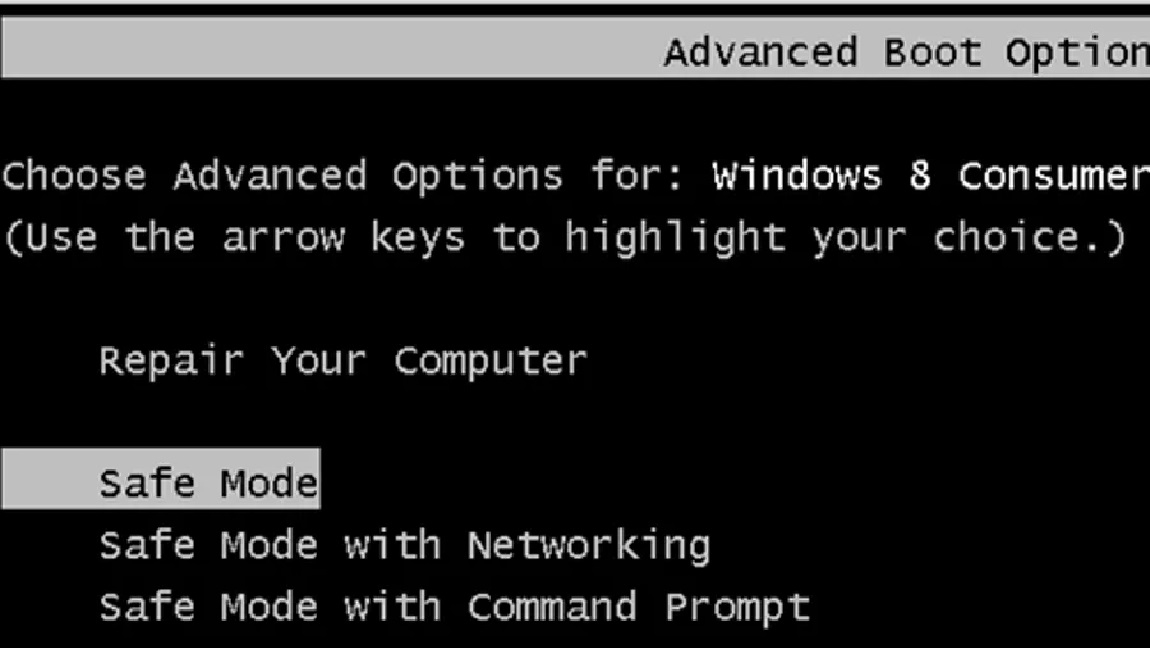 Advanced Boot Option
Choose Advanced Options for: Windows 8 Consumer
(Use the arrow keys to highlight your choice.)
Repair Your Computer
Safe Mode
Safe Mode with Networking
Safe Mode with Command Prompt